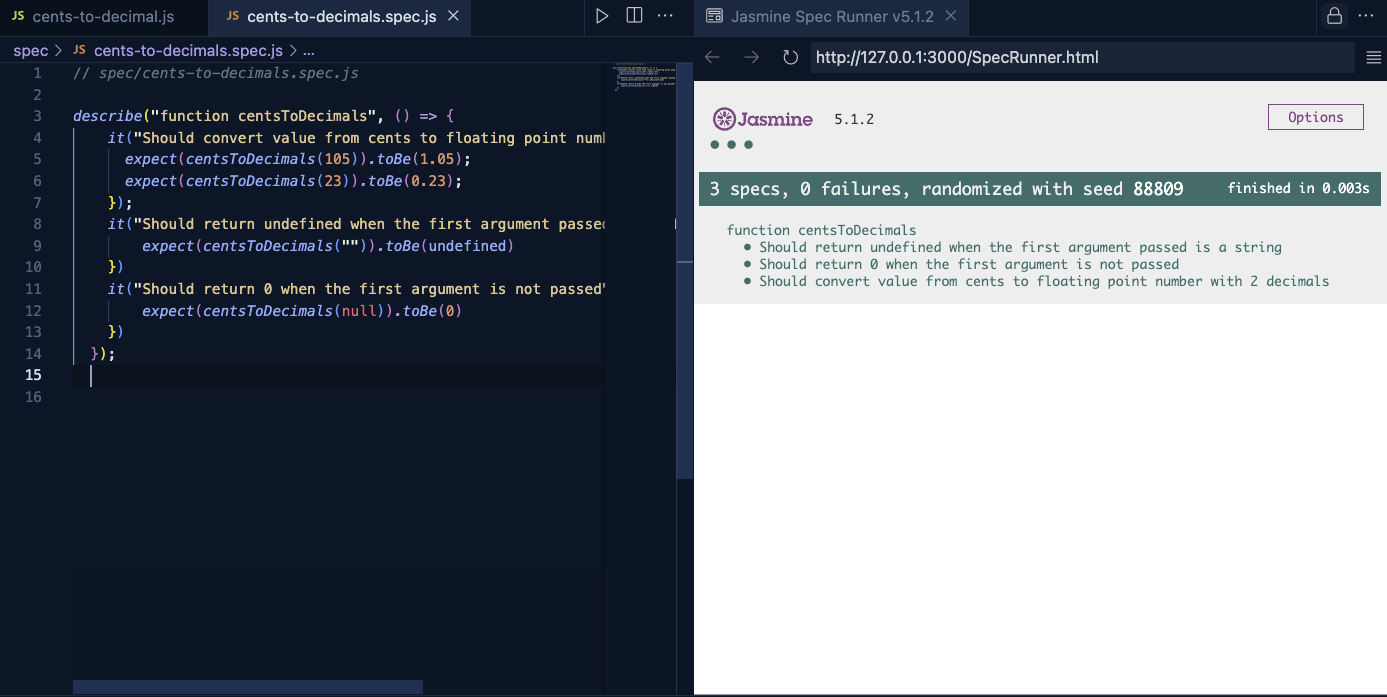 JS cents-to-decimal.js
JS cents-to-decimals.spec.js
spec > JS cents-to-decimals.spec.js > ...
1 // spec/cents-to-decimals.spec.js
2
3 describe("function centsToDecimals", () => {
4 it("Should convert value from cents to floating point num
5 expect(centsToDecimals(105)).toBe(1.05);
6 expect(centsToDecimals(23)).toBe(0.23);
7 });
8 it("Should return undefined when the first argument passe
9 expect(centsToDecimals("")).toBe(undefined)
10 })
11 it("Should return 0 when the first argument is not passed"
12 expect(centsToDecimals(null)).toBe(0)
13 })
14 });
15
16
Jasmine Spec Runner v5.1.2
http://127.0.0.1:3000/SpecRunner.html
Jasmine 5.1.2
Options
3 specs, 0 failures, randomized with seed 88809 finished in 0.003s
function centsToDecimals
• Should return undefined when the first argument passed is a string
• Should return 0 when the first argument is not passed
• Should convert value from cents to floating point number with 2 decimals